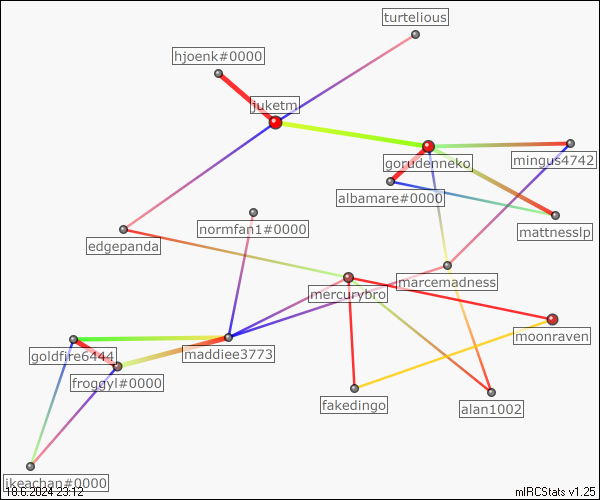 turtelious
hjoenk#0000
juketm
gorudenneko
mingus4742
albamare#0000
mattnesslp
normfan1#0000
edgepanda
marcemadness
mercurybro
moonraven
maddiee3773
goldfire6444
froggyl#0000
fakedingo
alan1002
ikeachan#0000
18.6.2024 23:12
mIRCStats v1.25